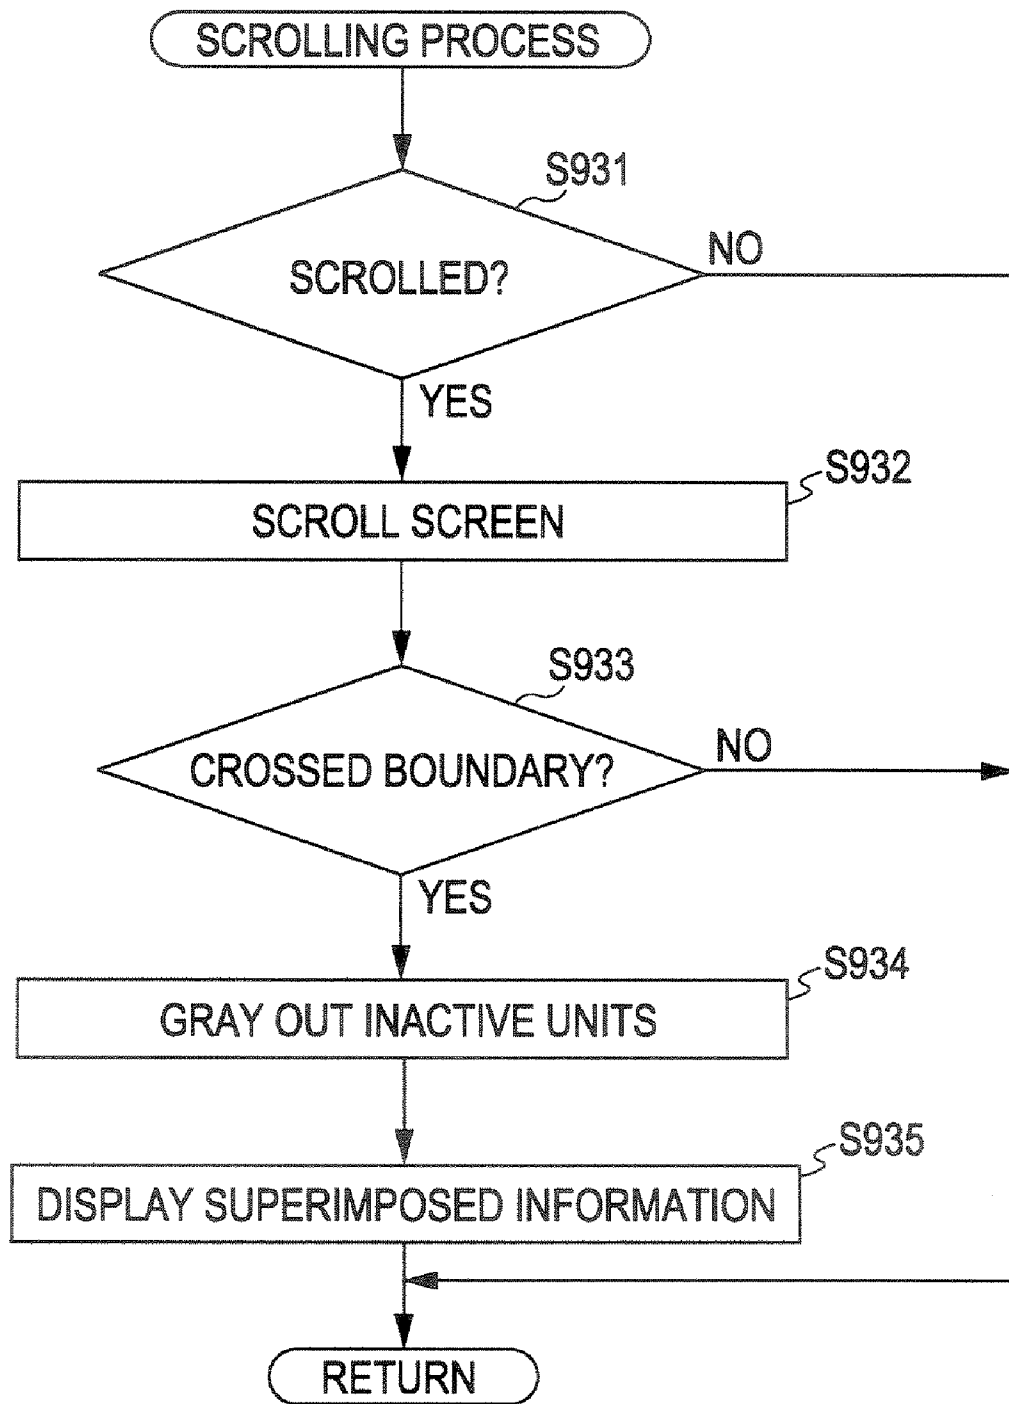 SCROLLING PROCESS
S931
SCROLLED?
NO
YES
S932
SCROLL SCREEN
S933
CROSSED BOUNDARY?
NO
YES
S934
GRAY OUT INACTIVE UNITS
S935
DISPLAY SUPERIMPOSED INFORMATION
RETURN